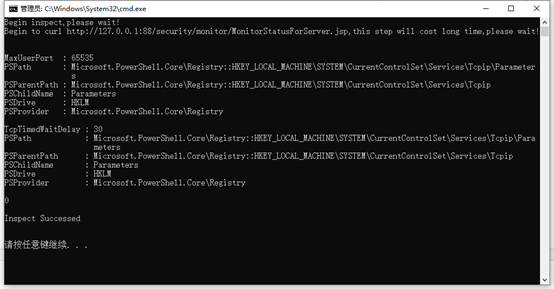 管理员: C:\Windows\System32\cmd.exe
Begin inspect,please wait!
Begin to curl http://127.0.0.1:88/security/monitor/MonitorStatusForServer.jsp,this step will cost long time,please wait!
MaxUserPort  : 65535
PSPath       : Microsoft.PowerShell.Core\Registry::HKEY_LOCAL_MACHINE\SYSTEM\CurrentControlSet\Services\Tcpip\Parameter
s
PSParentPath : Microsoft.PowerShell.Core\Registry::HKEY_LOCAL_MACHINE\SYSTEM\CurrentControlSet\Services\Tcpip
PSChildName  : Parameters
PSDrive      : HKLM
PSProvider   : Microsoft.PowerShell.Core\Registry
TcpTimedWaitDelay : 30
PSPath            : Microsoft.PowerShell.Core\Registry::HKEY_LOCAL_MACHINE\SYSTEM\CurrentControlSet\Services\Tcpip\Para
meters
PSParentPath      : Microsoft.PowerShell.Core\Registry::HKEY_LOCAL_MACHINE\SYSTEM\CurrentControlSet\Services\Tcpip
PSChildName       : Parameters
PSDrive           : HKLM
PSProvider        : Microsoft.PowerShell.Core\Registry
0
Inspect Successed
请按任意键继续. . .